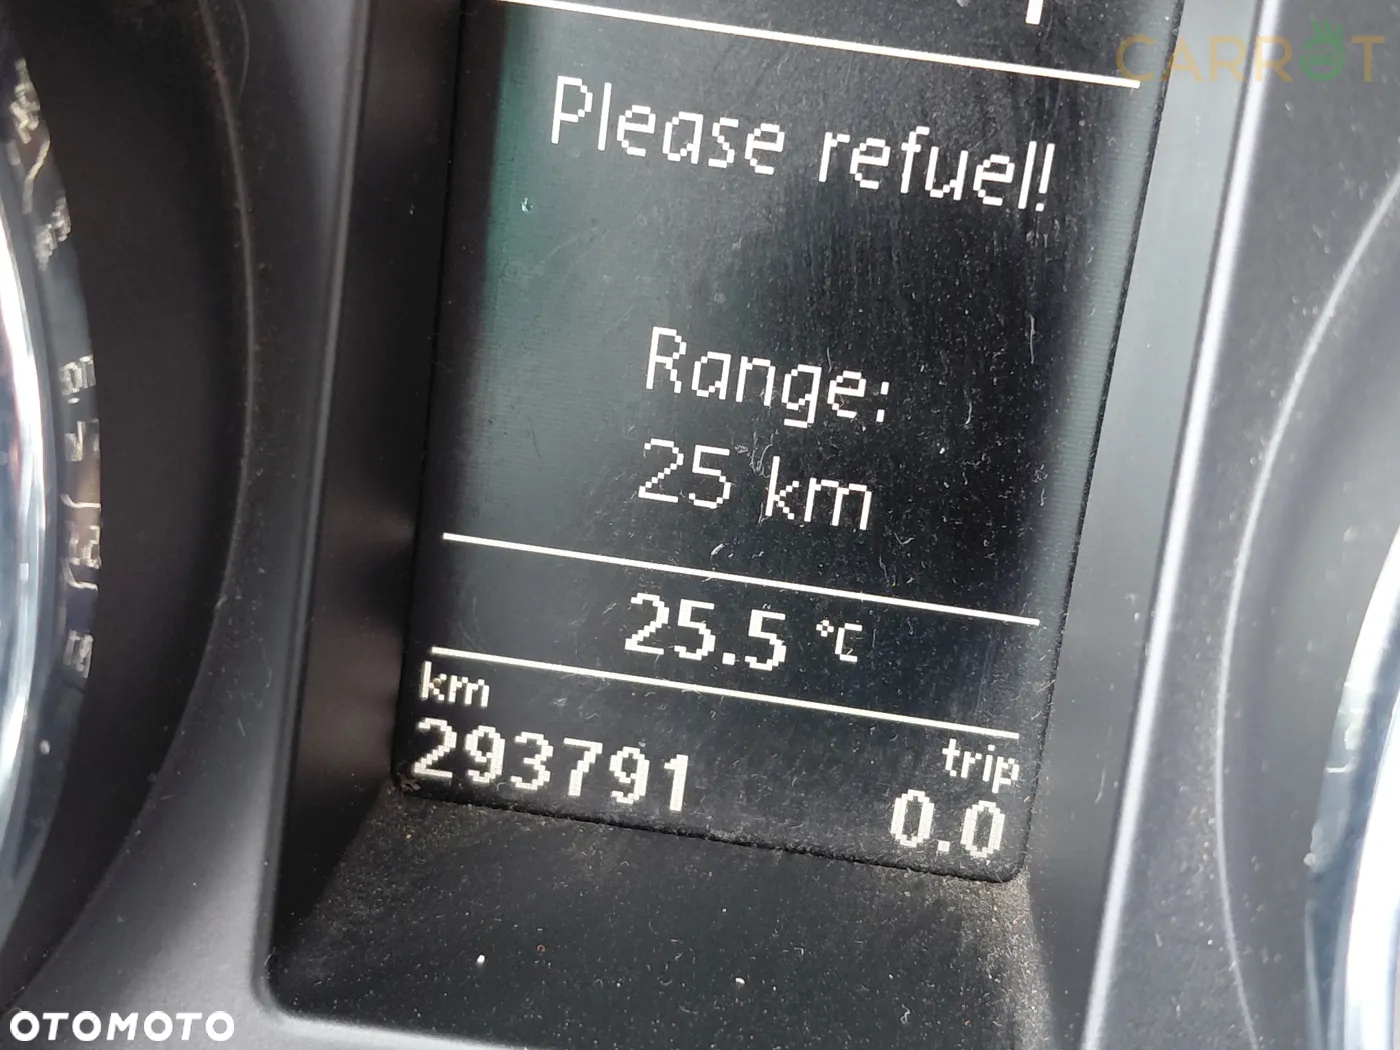 CARROT
Please refuel!
Range:
25 km
25.5 °C
km
trip
293791
0.0
OTOMOTO